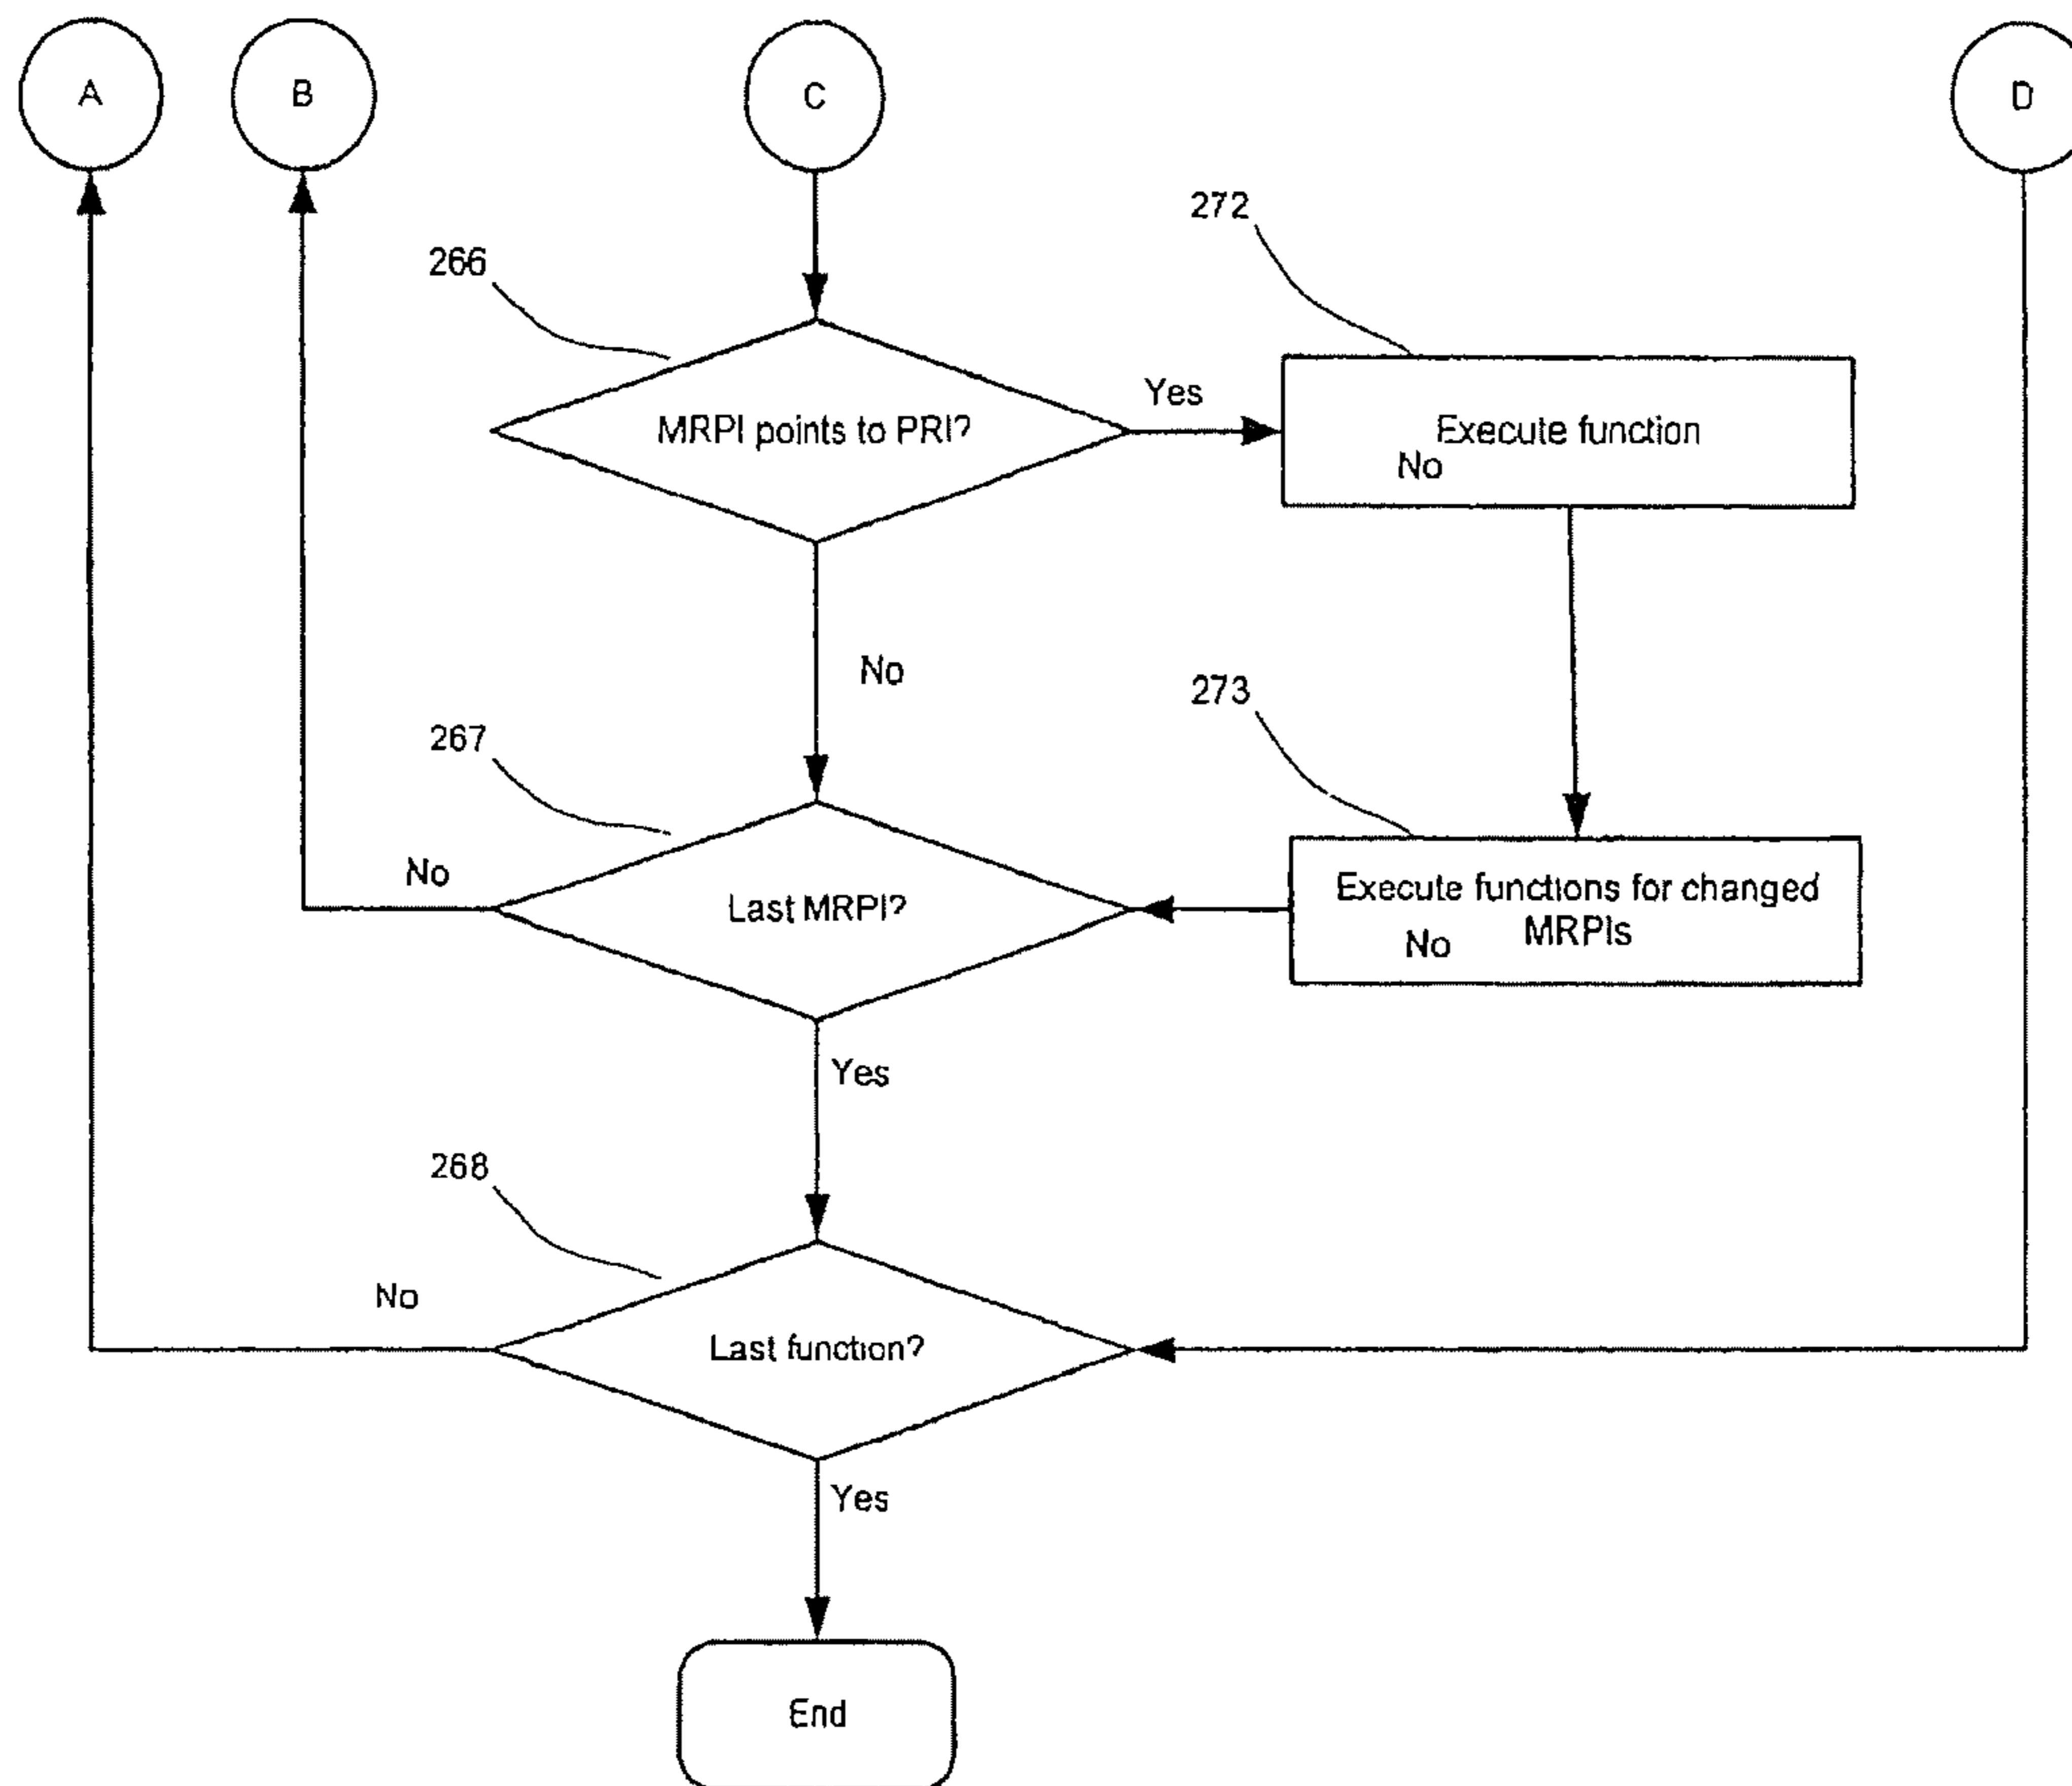 A
B
C
D
272
266
Yes
MRPI points to PRI?
Execute function
No
No
273
267
No
Last MRPI?
Execute functions for changed
MRPIs
No
Yes
268
No
Last function?
Yes
End